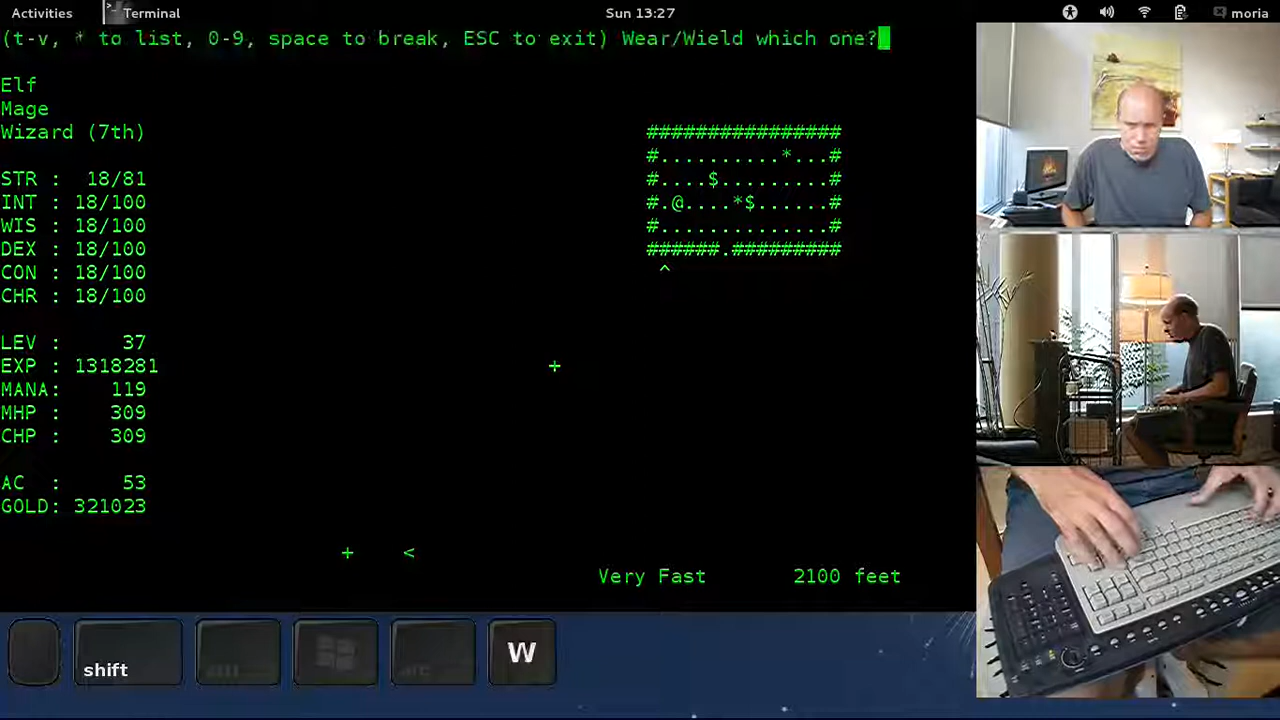 Activities Terminal Sun 13:27 moria
(t-v, * to list, 0-9, space to break, ESC to exit) Wear/Wield which one?
Elf
Mage
Wizard (7th)
################
#..........*...#
STR : 18/81 #....$.........#
INT : 18/100 #.@....*$......#
WIS : 18/100 #..............#
DEX : 18/100 ######.#########
CON : 18/100 ^
CHR : 18/100
LEV : 37
EXP : 1318281 +
MANA: 119
MHP : 309
CHP : 309
AC : 53
GOLD: 321023
+ <
Very Fast 2100 feet
shift W